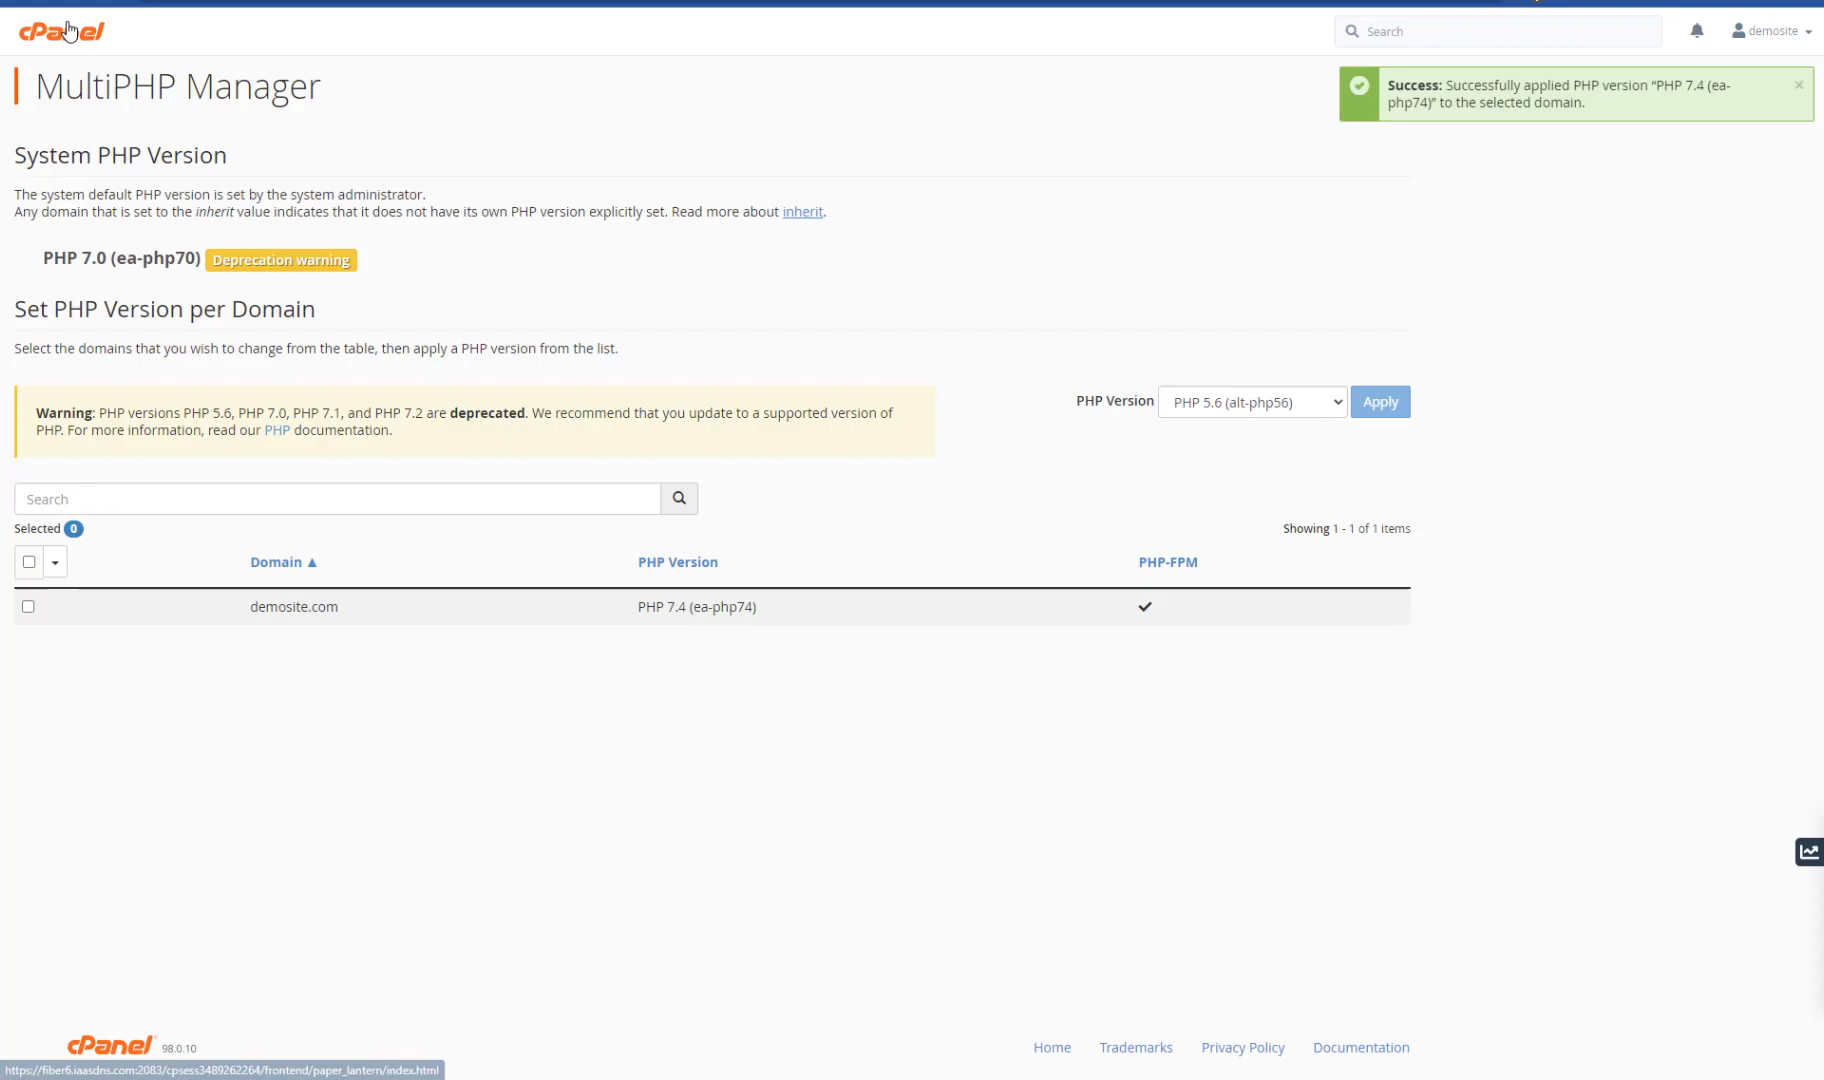 cPanel
Search
demosite
MultiPHP Manager
Success: Successfully applied PHP version “PHP 7.4 (ea-
php74)” to the selected domain.
×
System PHP Version
The system default PHP version is set by the system administrator.
Any domain that is set to the inherit value indicates that it does not have its own PHP version explicitly set. Read more about inherit.
PHP 7.0 (ea-php70) Deprecation warning
Set PHP Version per Domain
Select the domains that you wish to change from the table, then apply a PHP version from the list.
Warning: PHP versions PHP 5.6, PHP 7.0, PHP 7.1, and PHP 7.2 are deprecated. We recommend that you update to a supported version of
PHP. For more information, read our PHP documentation.
PHP Version PHP 5.6 (alt-php56) Apply
Search
Selected 0
Showing 1 - 1 of 1 items
Domain ▲ PHP Version PHP-FPM
demosite.com PHP 7.4 (ea-php74)
cPanel 98.0.10
Home Trademarks Privacy Policy Documentation
https://fiber6.iaasdns.com:2083/cpsess3489262264/frontend/paper_lantern/index.html